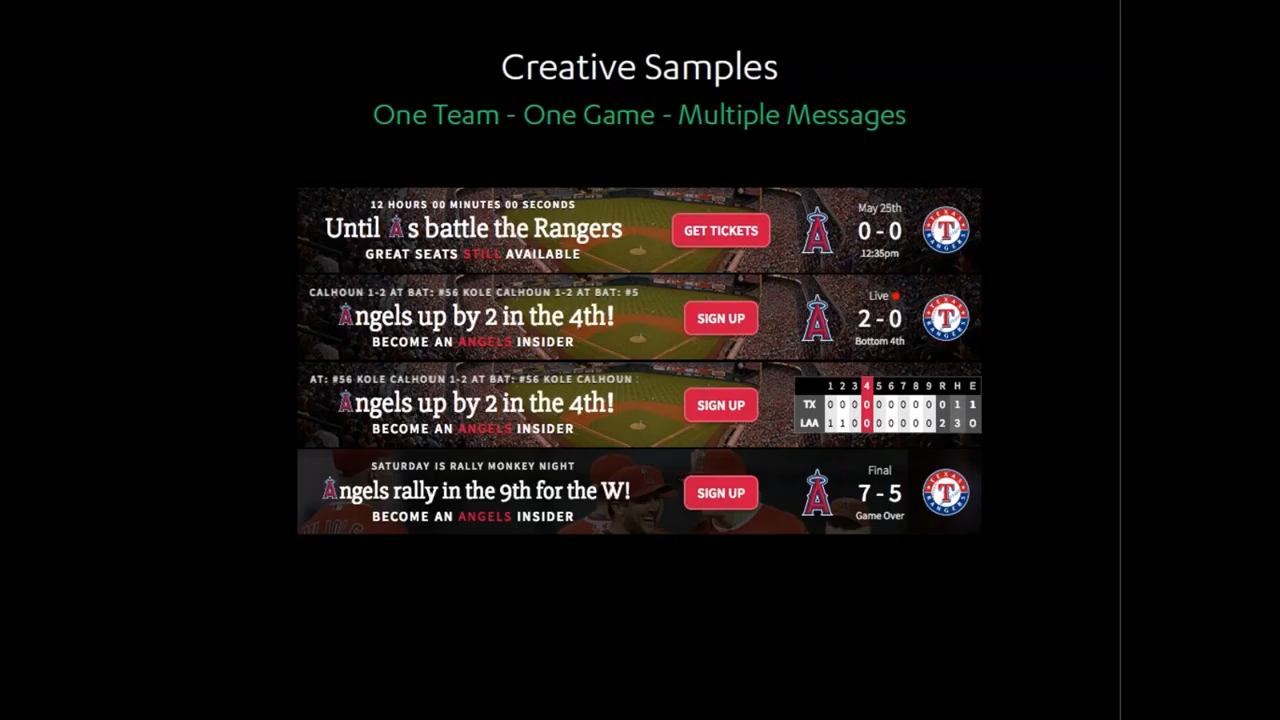 Creative Samples
One Team - One Game - Multiple Messages
12 HOURS 00 MINUTES 00 SECONDS
Until As battle the Rangers
GREAT SEATS STILL AVAILABLE
GET TICKETS
May 25th
0 - 0
12:35pm
TEXAS
T
RANGERS
CALHOUN 1-2 AT BAT: #56 KOLE CALHOUN 1-2 AT BAT: #5
Angels up by 2 in the 4th!
BECOME AN ANGELS INSIDER
SIGN UP
A
Live
2 - 0
Bottom 4th
TEXAS
T
RANGERS
AT: #56 KOLE CALHOUN 1-2 AT BAT: #56 KOLE CALHOUN
Angels up by 2 in the 4th!
BECOME AN ANGELS INSIDER
SIGN UP
1 2 3 4 5 6 7 8 9 R H E
TX 0 0 0 0 0 0 0 0 0 0 1 1
LAA 1 1 0 0 0 0 0 0 0 2 3 0
SATURDAY IS RALLY MONKEY NIGHT
Angels rally in the 9th for the W!
BECOME AN ANGELS INSIDER
SIGN UP
A
Final
7 - 5
Game Over
TEXAS
T
RANGERS